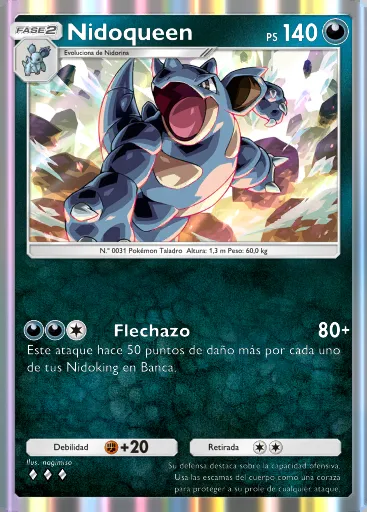 FASE 2 Nidoqueen PS 140
Evoluciona de Nidorina
N.º 0031 Pokémon Taladro Altura: 1,3 m Peso: 60,0 kg
Flechazo 80+
Este ataque hace 50 puntos de daño más por cada uno
de tus Nidoking en Banca.
Debilidad +20 Retirada
Ilus. nagimiso
Su defensa destaca sobre la capacidad ofensiva.
Usa las escamas del cuerpo como una coraza
para proteger a su prole de cualquier ataque.